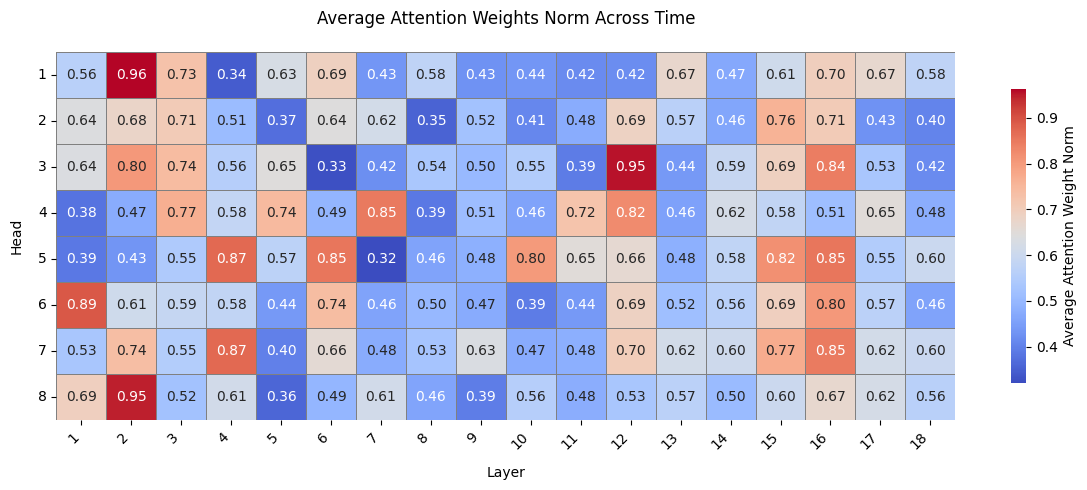 Average Attention Weights Norm Across Time
1 0.56 0.96 0.73 0.34 0.63 0.69 0.43 0.58 0.43 0.44 0.42 0.42 0.67 0.47 0.61 0.70 0.67 0.58
2 0.64 0.68 0.71 0.51 0.37 0.64 0.62 0.35 0.52 0.41 0.48 0.69 0.57 0.46 0.76 0.71 0.43 0.40
3 0.64 0.80 0.74 0.56 0.65 0.33 0.42 0.54 0.50 0.55 0.39 0.95 0.44 0.59 0.69 0.84 0.53 0.42
4 0.38 0.47 0.77 0.58 0.74 0.49 0.85 0.39 0.51 0.46 0.72 0.82 0.46 0.62 0.58 0.51 0.65 0.48
5 0.39 0.43 0.55 0.87 0.57 0.85 0.32 0.46 0.48 0.80 0.65 0.66 0.48 0.58 0.82 0.85 0.55 0.60
6 0.89 0.61 0.59 0.58 0.44 0.74 0.46 0.50 0.47 0.39 0.44 0.69 0.52 0.56 0.69 0.80 0.57 0.46
7 0.53 0.74 0.55 0.87 0.40 0.66 0.48 0.53 0.63 0.47 0.48 0.70 0.62 0.60 0.77 0.85 0.62 0.60
8 0.69 0.95 0.52 0.61 0.36 0.49 0.61 0.46 0.39 0.56 0.48 0.53 0.57 0.50 0.60 0.67 0.62 0.56
1 2 3 4 5 6 7 8 9 10 11 12 13 14 15 16 17 18
Layer
Head
0.9
0.8
0.7
0.6
0.5
0.4
Average Attention Weight Norm